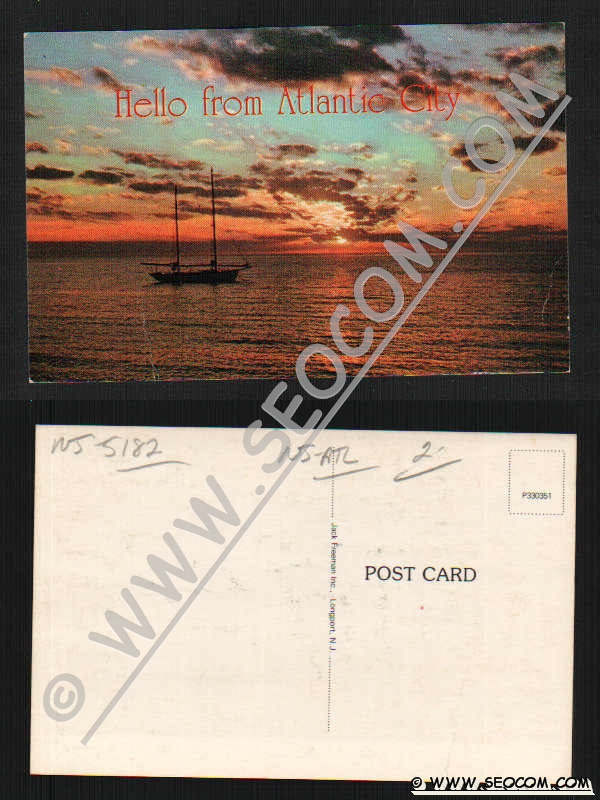 Hello from Atlantic City
© WWW.SEOCOM.COM
NJ-5182
NJ-ATL
2-
P330351
Jack Freeman Inc., Longport, N.J.
POST CARD
© WWW.SEOCOM.COM